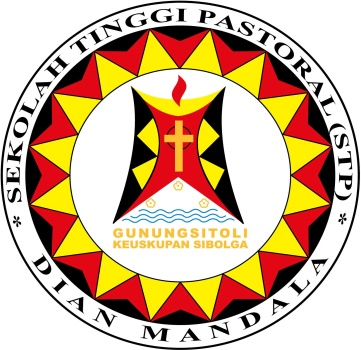 * SEKOLAH TINGGI PASTORAL (STP) *
DIAN MANDALA
GUNUNGSITOLI
KEUSKUPAN SIBOLGA